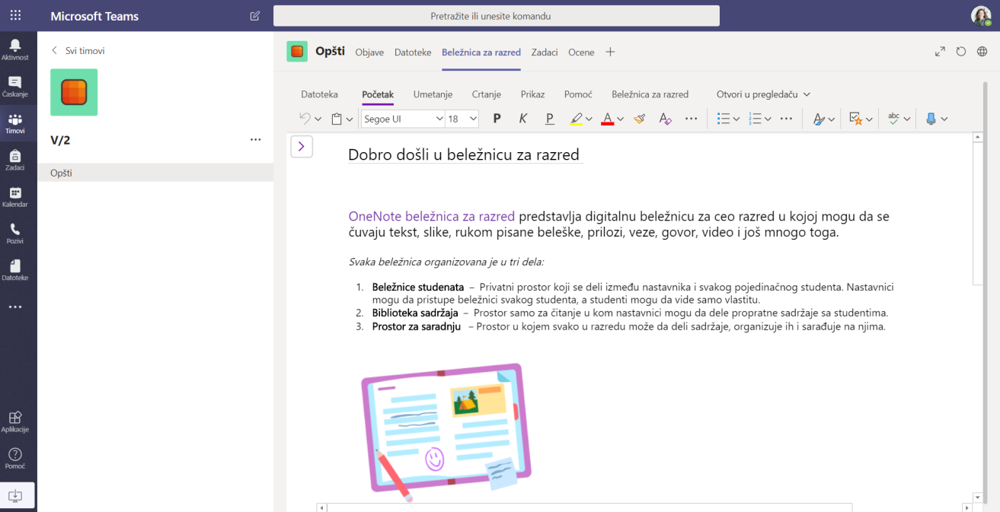 Microsoft Teams
Pretražite ili unesite komandu
Aktivnost
Ćaskanje
Timovi
Zadaci
Kalendar
Pozivi
Datoteke
Aplikacije
Pomoć
Svi timovi
V/2
Opšti
Opšti Objave Datoteke Beležnica za razred Zadaci Ocene
Datoteka Početak Umetanje Crtanje Prikaz Pomoć Beležnica za razred Otvori u pregledaču
Segoe UI 18 P K P A A abc
Dobro došli u beležnicu za razred
OneNote beležnica za razred predstavlja digitalnu beležnicu za ceo razred u kojoj mogu da se
čuvaju tekst, slike, rukom pisane beleške, prilozi, veze, govor, video i još mnogo toga.
Svaka beležnica organizovana je u tri dela:
1. Beležnice studenata – Privatni prostor koji se deli između nastavnika i svakog pojedinačnog studenta. Nastavnici
mogu da pristupe beležnici svakog studenta, a studenti mogu da vide samo vlastitu.
2. Biblioteka sadržaja – Prostor samo za čitanje u kom nastavnici mogu da dele propratne sadržaje sa studentima.
3. Prostor za saradnju – Prostor u kojem svako u razredu može da deli sadržaje, organizuje ih i sarađuje na njima.